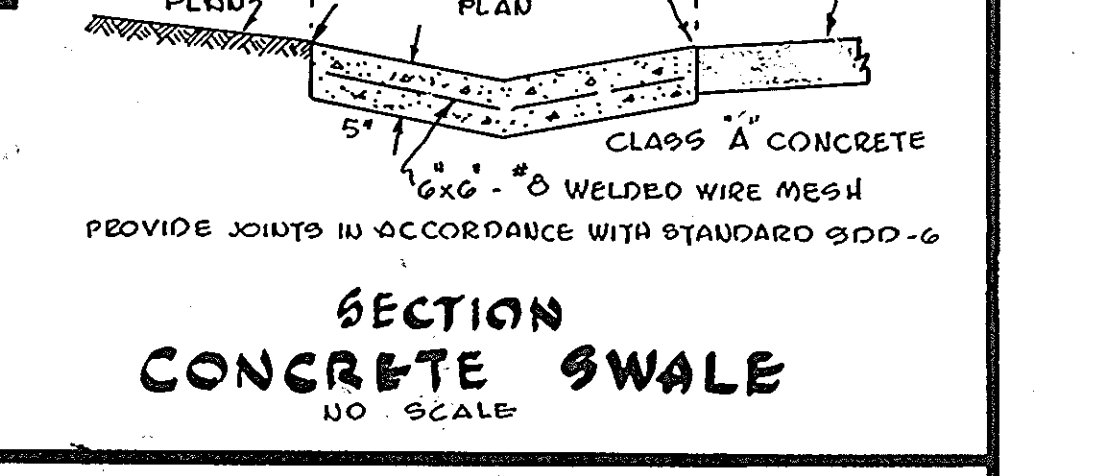 PLAN
PLAN
5"
CLASS "A" CONCRETE
6"x6" - #8 WELDED WIRE MESH
PROVIDE JOINTS IN ACCORDANCE WITH STANDARD SDD-6
SECTION
CONCRETE SWALE
NO SCALE